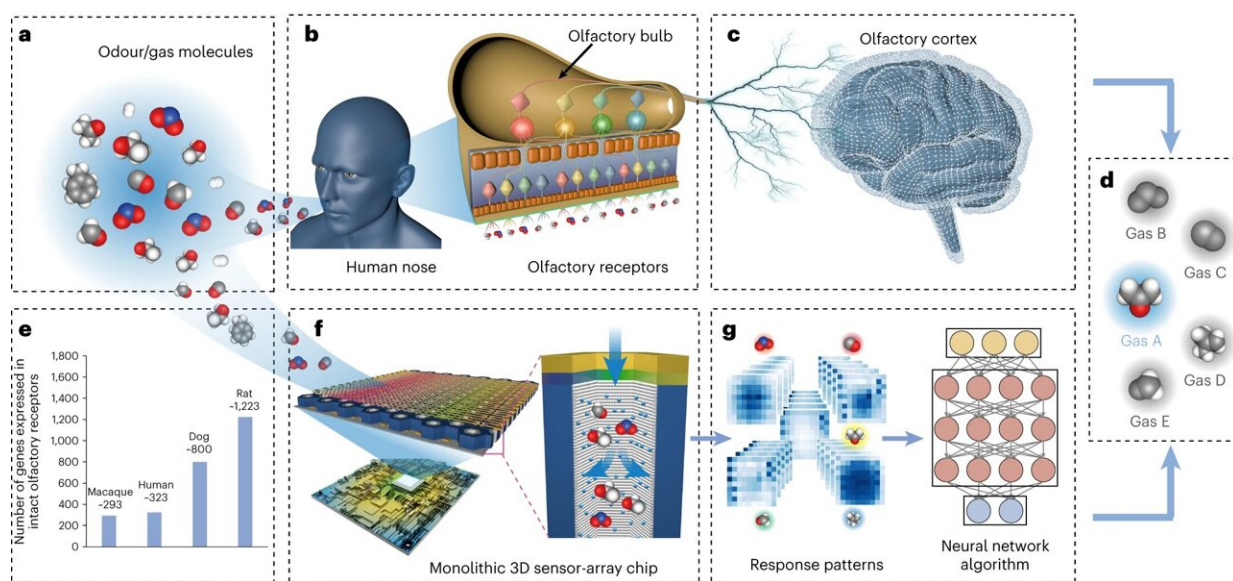 a
Odour/gas molecules
b
Olfactory bulb
Human nose
Olfactory receptors
c
Olfactory cortex
d
Gas B
Gas C
Gas A
Gas D
Gas E
e
Number of genes expressed in
intact olfactory receptors
1,800
1,600
1,400
1,200
1,000
800
600
400
200
0
Macaque
~293
Human
~323
Dog
~800
Rat
~1,223
f
Monolithic 3D sensor-array chip
g
Response patterns
Neural network
algorithm